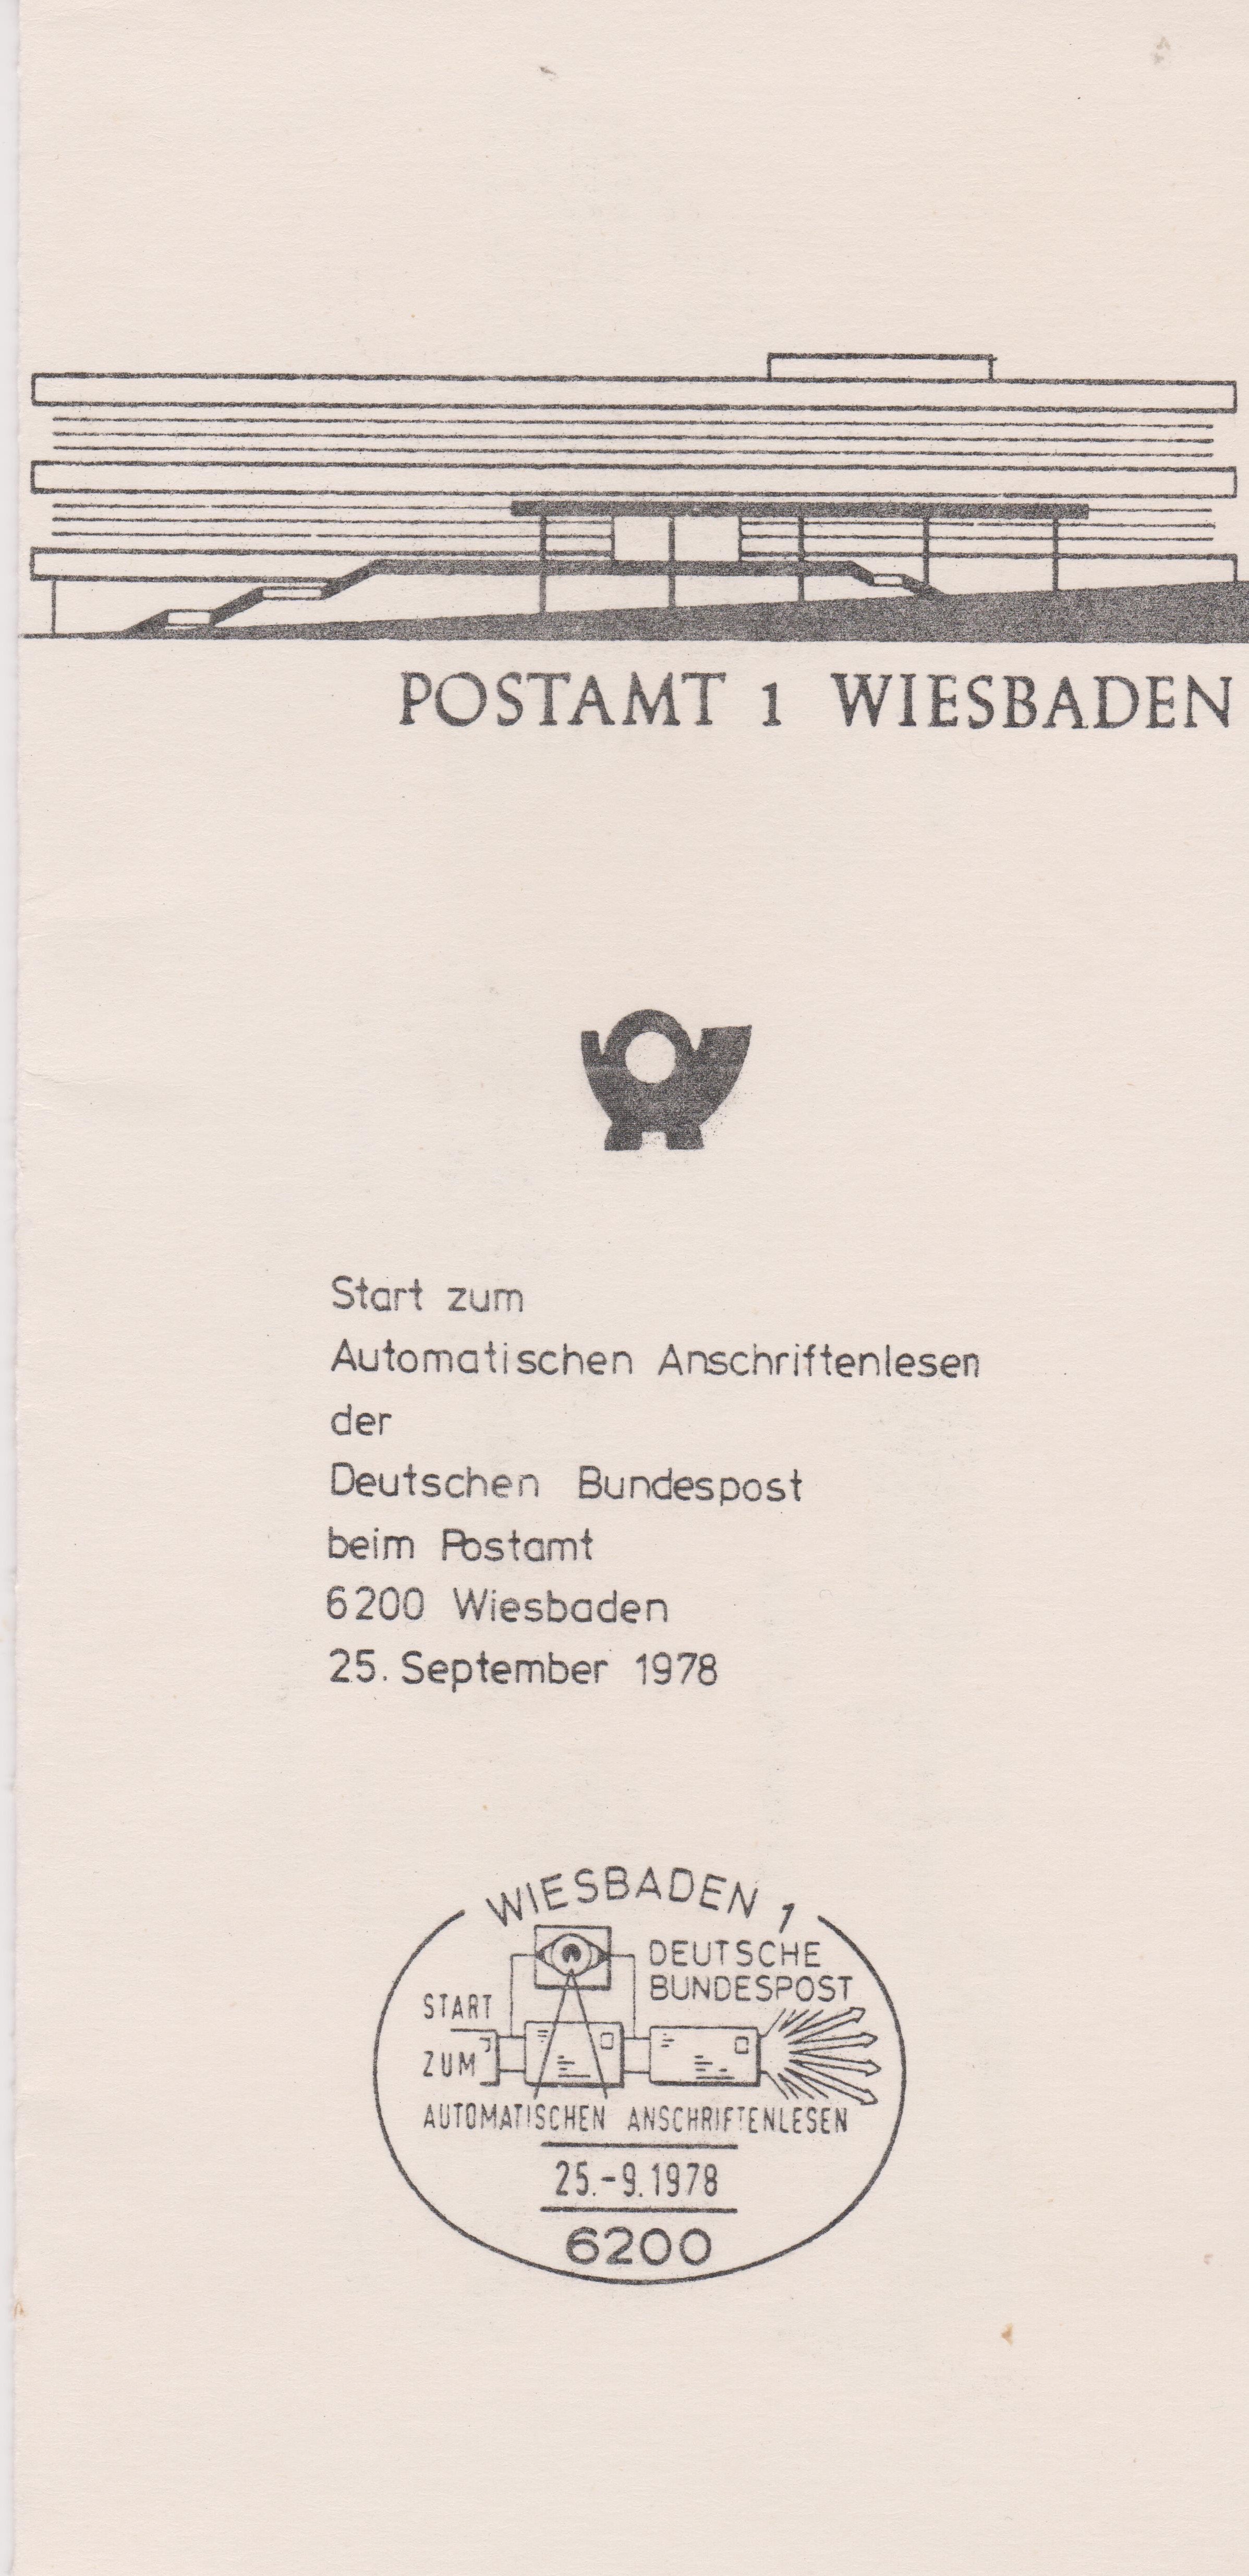 POSTAMT 1 WIESBADEN
Start zum
Automatischen Anschriftenlesen
der
Deutschen Bundespost
beim Postamt
6200 Wiesbaden
25. September 1978
WIESBADEN 1
DEUTSCHE
BUNDESPOST
START
ZUM
AUTOMATISCHEN ANSCHRIFTENLESEN
25.-9.1978
6200